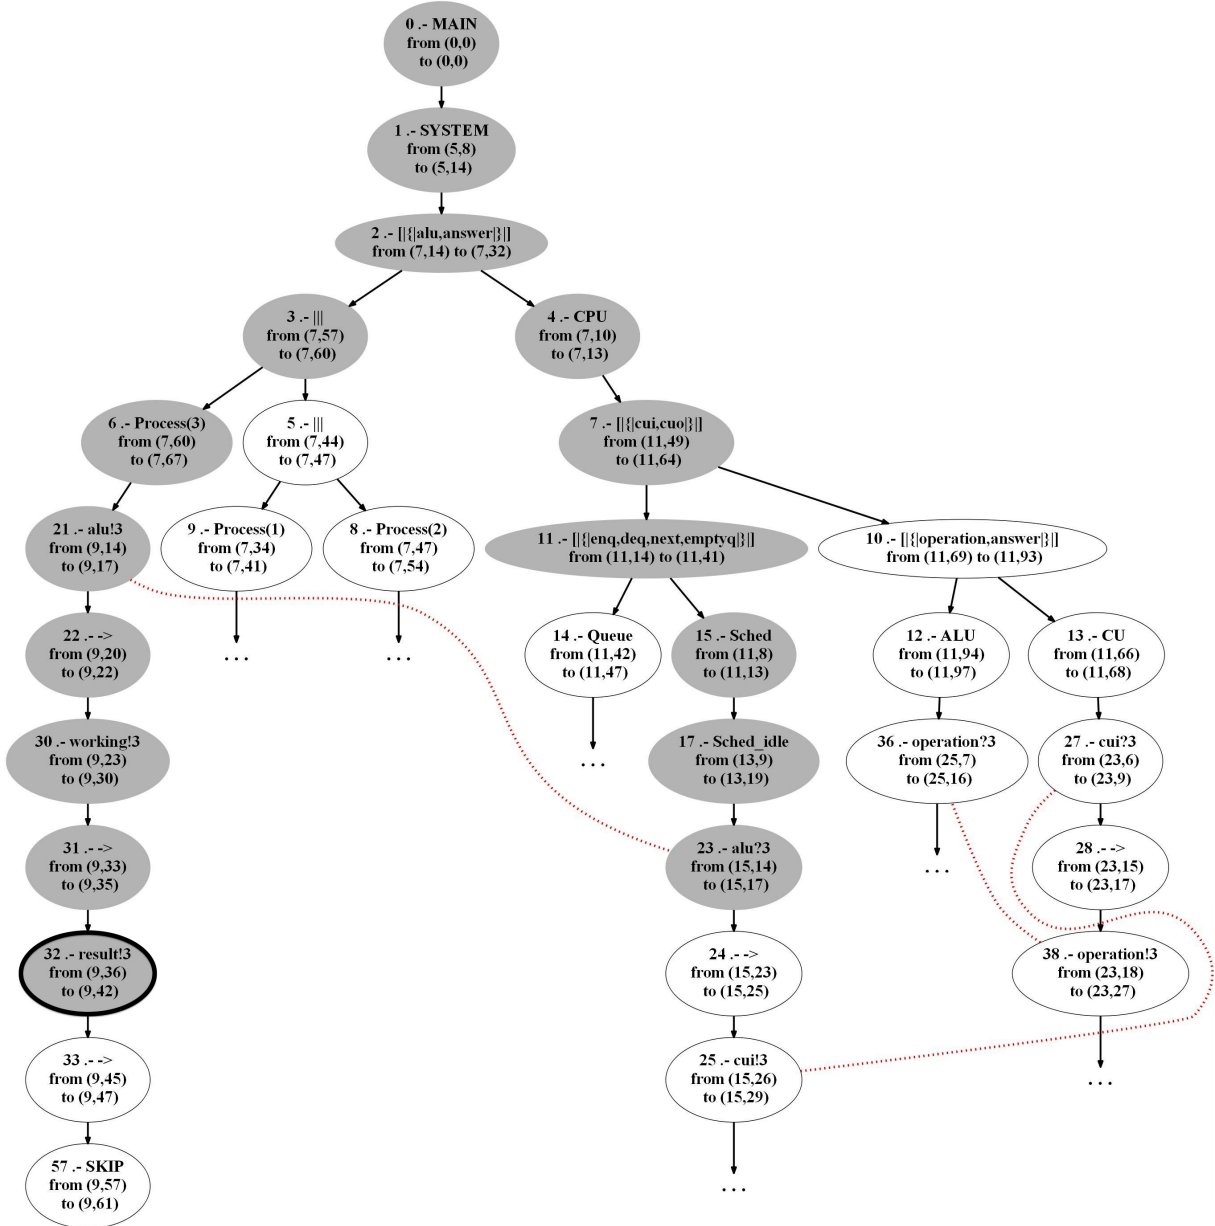 0 .- MAIN
from (0,0)
to (0,0)
1 .- SYSTEM
from (5,8)
to (5,14)
2 .- [|{|alu,answer|}|]
from (7,14) to (7,32)
3 .- |||
from (7,57)
to (7,60)
4 .- CPU
from (7,10)
to (7,13)
6 .- Process(3)
from (7,60)
to (7,67)
5 .- |||
from (7,44)
to (7,47)
7 .- [|{|cui,cuo|}|]
from (11,49)
to (11,64)
21 .- alu!3
from (9,14)
to (9,17)
9 .- Process(1)
from (7,34)
to (7,41)
8 .- Process(2)
from (7,47)
to (7,54)
11 .- [|{|enq,deq,next,emptyq|}|]
from (11,14) to (11,41)
10 .- [|{|operation,answer|}|]
from (11,69) to (11,93)
22 .- -->
from (9,20)
to (9,22)
. . .
. . .
14 .- Queue
from (11,42)
to (11,47)
15 .- Sched
from (11,8)
to (11,13)
12 .- ALU
from (11,94)
to (11,97)
13 .- CU
from (11,66)
to (11,68)
30 .- working!3
from (9,23)
to (9,30)
. . .
17 .- Sched_idle
from (13,9)
to (13,19)
36 .- operation?3
from (25,7)
to (25,16)
27 .- cui?3
from (23,6)
to (23,9)
31 .- -->
from (9,33)
to (9,35)
23 .- alu?3
from (15,14)
to (15,17)
. . .
28 .- -->
from (23,15)
to (23,17)
32 .- result!3
from (9,36)
to (9,42)
24 .- -->
from (15,23)
to (15,25)
38 .- operation!3
from (23,18)
to (23,27)
33 .- -->
from (9,45)
to (9,47)
25 .- cui!3
from (15,26)
to (15,29)
. . .
57 .- SKIP
from (9,57)
to (9,61)
. . .